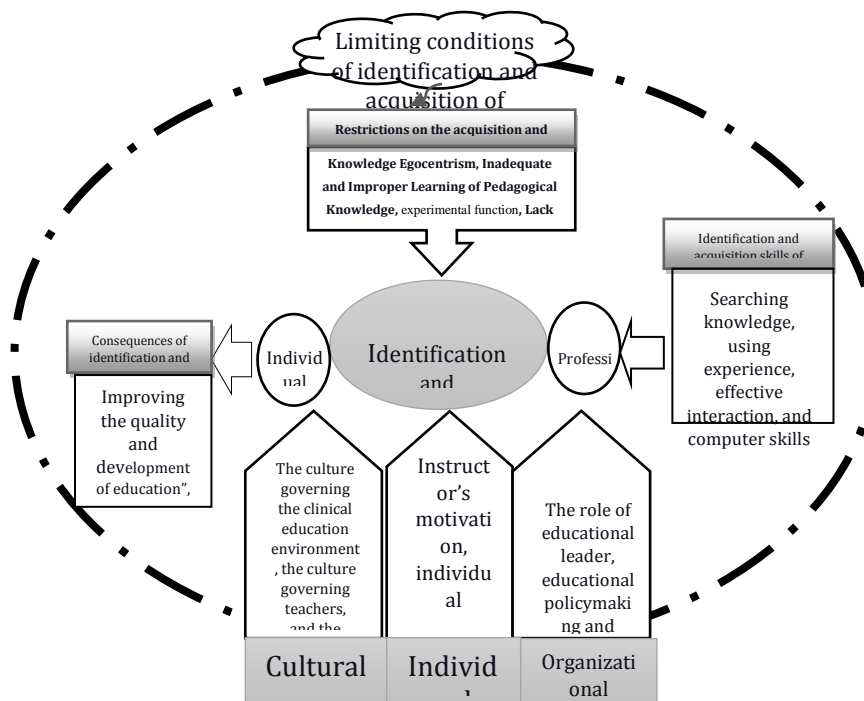 Limiting conditions
of identification and
acquisition of
Restrictions on the acquisition and
Knowledge Egocentrism, Inadequate
and Improper Learning of Pedagogical
Knowledge, experimental function, Lack
Identification and
acquisition skills of
Searching
knowledge,
using
experience,
effective
interaction, and
computer skills
Consequences of
identification and
Improving
the quality
and
development
of education”,
Individ
ual
Identification
and
Professi
The culture
governing
the clinical
education
environment
, the culture
governing
teachers,
and the
Instruct
or’s
motivati
on,
individu
al
The role of
educational
leader,
educational
policymaki
ng and
Cultural
Individ
Organizati
onal